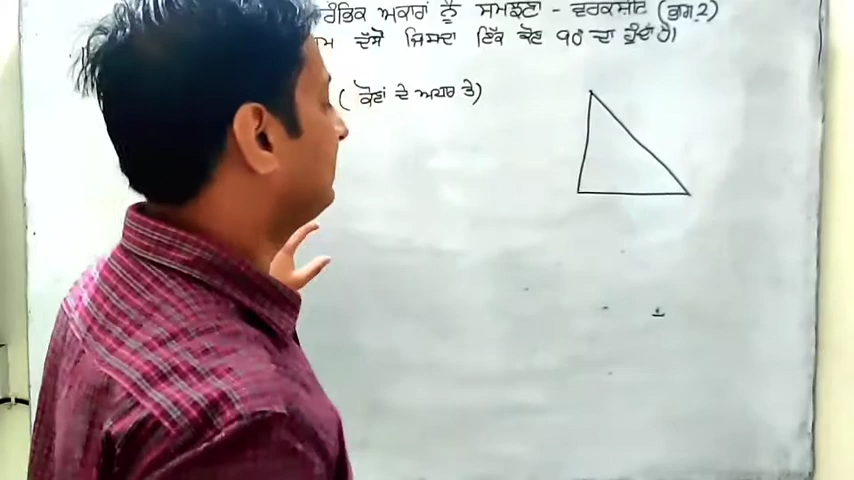 ਅਕਾਰਾਂ ਨੂੰ ਸਮਝਣਾ - ਵਰਕਸ਼ੀਟ (ਭਾਗ 2)
ਦੱਸੋ ਜਿਸਦਾ ਇੱਕ ਕੋਣ 90° ਦਾ ਹੁੰਦਾ ਹੈ।
(ਕੋਣਾਂ ਦੇ ਅਧਾਰ ਤੇ)